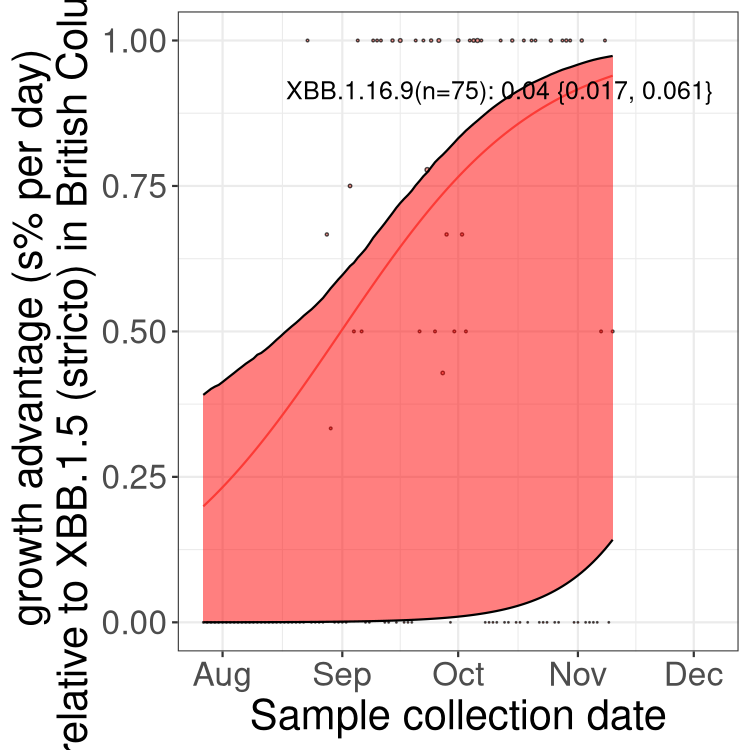 growth advantage (s% per day)
relative to XBB.1.5 (stricto) in British Colu
1.00
0.75
0.50
0.25
0.00
XBB.1.16.9(n=75): 0.04 {0.017, 0.061}
Aug Sep Oct Nov Dec
Sample collection date